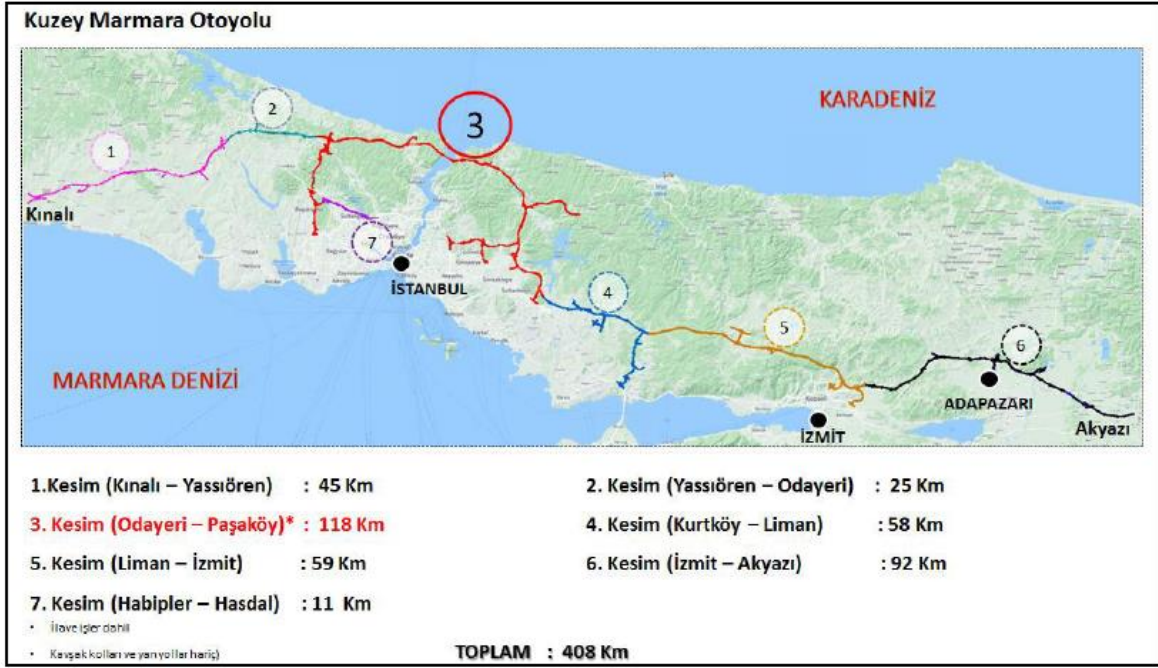 Kuzey Marmara Otoyolu
KARADENİZ
2
3
1
Kınalı
7
İSTANBUL
4
5
6
MARMARA DENİZİ
ADAPAZARI
İZMİT
Akyazı
1.Kesim (Kınalı – Yassıören) : 45 Km
2. Kesim (Yassıören – Odayeri) : 25 Km
3. Kesim (Odayeri – Paşaköy)* : 118 Km
4. Kesim (Kurtköy – Liman) : 58 Km
5. Kesim (Liman – İzmit) : 59 Km
6. Kesim (İzmit – Akyazı) : 92 Km
7. Kesim (Habipler – Hasdal) : 11 Km
• İlave işler dahil
• Kavşak kolları ve yan yollar hariç)
TOPLAM : 408 Km